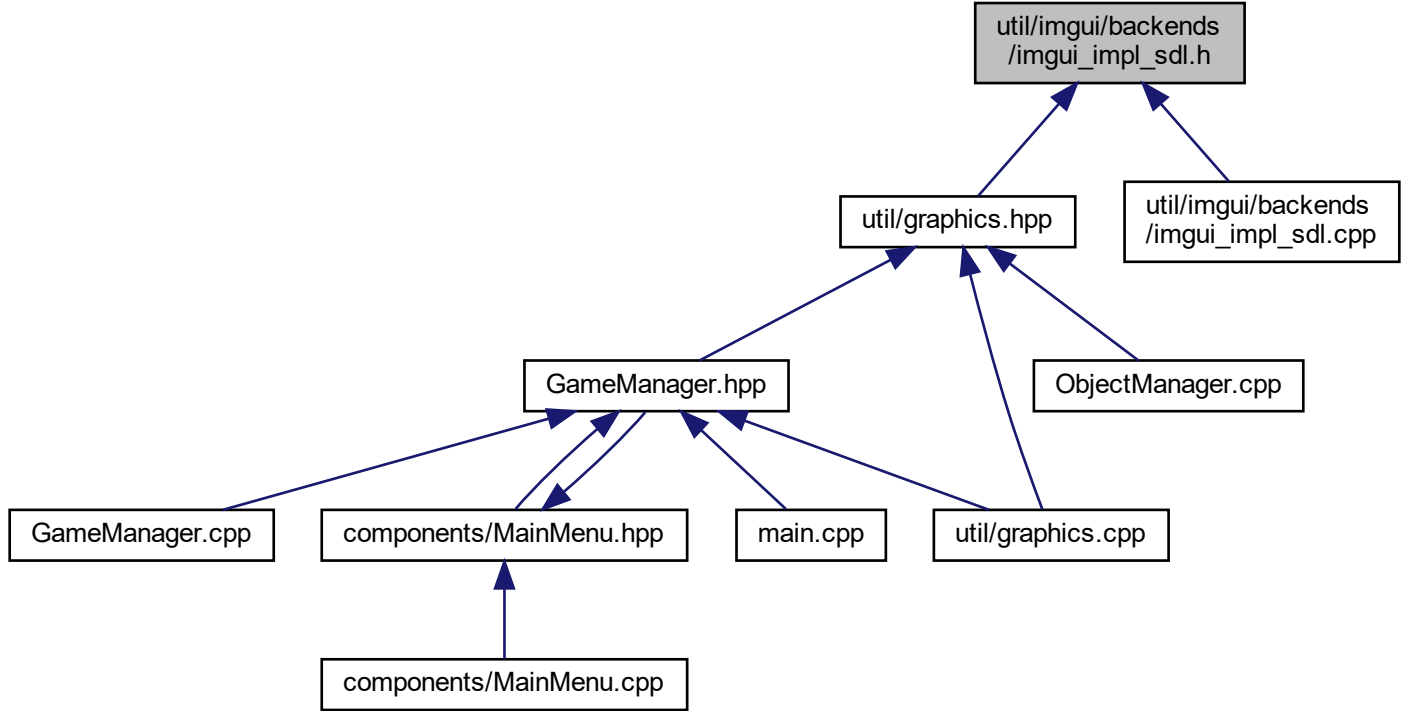 util/imgui/backends
/imgui_impl_sdl.h
util/graphics.hpp
util/imgui/backends
/imgui_impl_sdl.cpp
GameManager.hpp
ObjectManager.cpp
GameManager.cpp
components/MainMenu.hpp
main.cpp
util/graphics.cpp
components/MainMenu.cpp